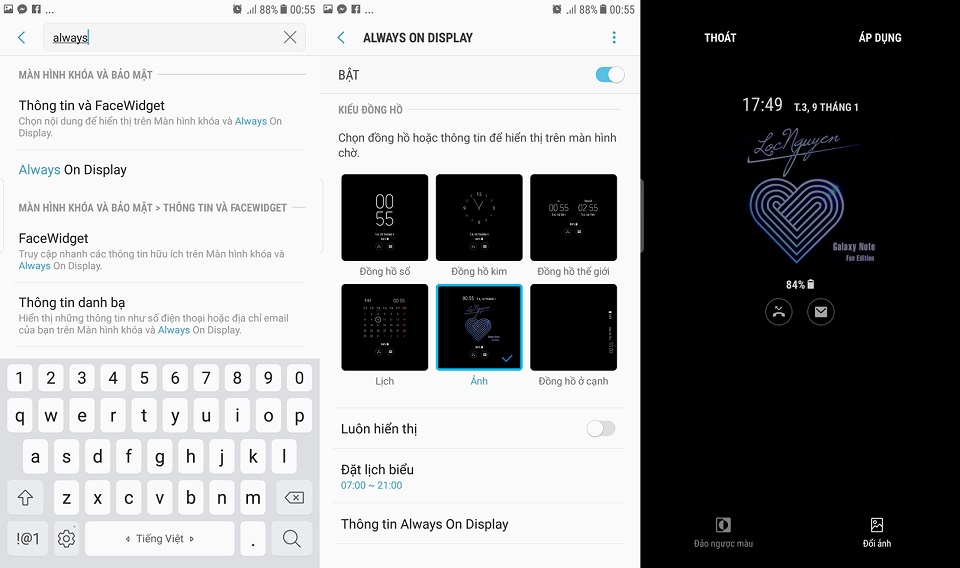 ... 88% 00:55
always
MÀN HÌNH KHÓA VÀ BẢO MẬT
Thông tin và FaceWidget
Chọn nội dung để hiển thị trên Màn hình khóa và Always On
Display.
Always On Display
MÀN HÌNH KHÓA VÀ BẢO MẬT > THÔNG TIN VÀ FACEWIDGET
FaceWidget
Truy cập nhanh các thông tin hữu ích trên Màn hình khóa và
Always On Display.
Thông tin danh bạ
Hiển thị những thông tin như số điện thoại hoặc địa chỉ email
của bạn trên Màn hình khóa và Always On Display.
1 2 3 4 5 6 7 8 9 0
q w e r t y u i o p
a s d f g h j k l
z x c v b n m
!@1 Tiếng Việt .
... 88% 00:55
ALWAYS ON DISPLAY
BẬT
KIỂU ĐỒNG HỒ
Chọn đồng hồ hoặc thông tin để hiển thị trên màn hình
chờ.
00
55
00 55 02 55
Đồng hồ số Đồng hồ kim Đồng hồ thế giới
TH1 00 55
00:55 T.3, 9 THÁNG 1
Lịch Ảnh Đồng hồ ở cạnh
Luôn hiển thị
Đặt lịch biểu
07:00 ~ 21:00
Thông tin Always On Display
THOÁT ÁP DỤNG
17:49 T.3, 9 THÁNG 1
LocNguyen
Galaxy Note
Fan Edition
84%
Đảo ngược màu Đổi ảnh